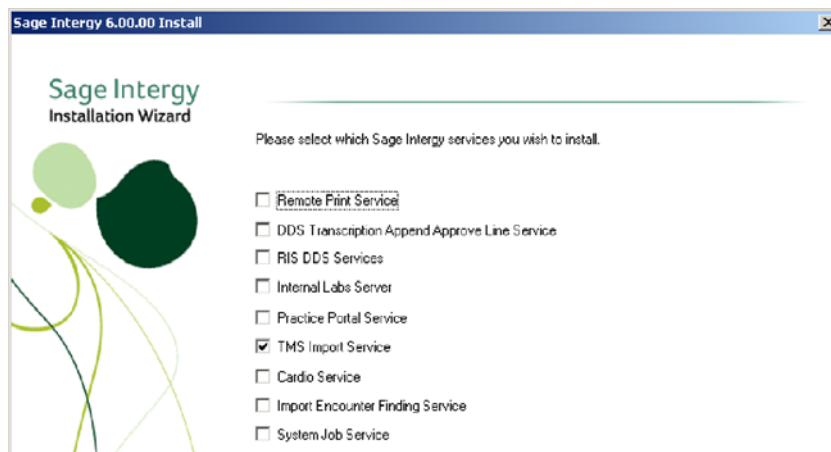 Sage Intergy 6.00.00 Install
Sage Intergy
Installation Wizard
Please select which Sage Intergy services you wish to install.
Remote Print Service
DDS Transcription Append Approve Line Service
RIS DDS Services
Internal Labs Server
Practice Portal Service
TMS Import Service
Cardio Service
Import Encounter Finding Service
System Job Service